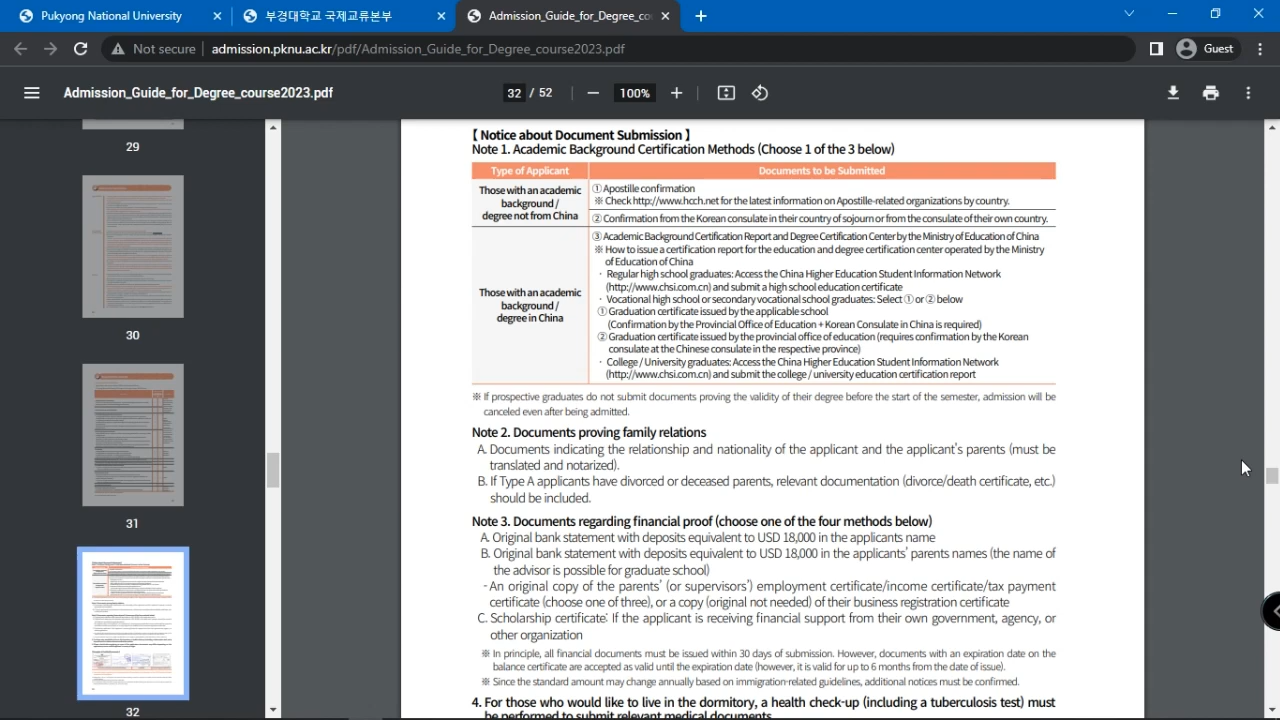 Pukyong National University
부경대학교 국제교류본부
Admission_Guide_for_Degree_co
Not secure
admission.pknu.ac.kr/pdf/Admission_Guide_for_Degree_course2023.pdf
Guest
Admission_Guide_for_Degree_course2023.pdf
32 / 52
100%
29
30
31
32
【 Notice about Document Submission 】
Note 1. Academic Background Certification Methods (Choose 1 of the 3 below)
Type of Applicant
Documents to be Submitted
Those with an academic
background /
degree not from China
① Apostille confirmation
※ Check http://www.hcch.net for the latest information on Apostille-related organizations by country.
② Confirmation from the Korean consulate in their country of sojourn or from the consulate of their own country.
Those with an academic
background /
degree in China
③ Academic Background Certification Report and Degree Certification Center by the Ministry of Education of China
※ How to issue a certification report for the education and degree certification center operated by the Ministry
of Education of China
· Regular high school graduates: Access the China Higher Education Student Information Network
(http://www.chsi.com.cn) and submit a high school education certificate
· Vocational high school or secondary vocational school graduates: Select ① or ② below
① Graduation certificate issued by the applicable school
(Confirmation by the Provincial Office of Education + Korean Consulate in China is required)
② Graduation certificate issued by the provincial office of education (requires confirmation by the Korean
consulate at the Chinese consulate in the respective province)
· College / University graduates: Access the China Higher Education Student Information Network
(http://www.chsi.com.cn) and submit the college / university education certification report
※ If prospective graduates do not submit documents proving the validity of their degree before the start of the semester, admission will be
canceled even after being admitted.
Note 2. Documents proving family relations
A. Documents indicating the relationship and nationality of the applicant and the applicant's parents (must be
translated and notarized).
B. If Type A applicants have divorced or deceased parents, relevant documentation (divorce/death certificate, etc.)
should be included.
Note 3. Documents regarding financial proof (choose one of the four methods below)
A. Original bank statement with deposits equivalent to USD 18,000 in the applicants name
B. Original bank statement with deposits equivalent to USD 18,000 in the applicants' parents names (the name of
the adviser is possible for graduate school)
- An original copy of the parents' (or supervisors') employment certificate/income certificate/tax payment
certificate(choose one of three), or a copy (original not needed) of their business registration certificate
C. Scholarship certificate. If the applicant is receiving financial support from their own government, agency, or
other organization
※ In principle, all financial documents must be issued within 30 days of submission. However, documents with an expiration date on the
balance certificate are accepted as valid until the expiration date (however, it is valid for up to 6 months from the date of issue).
※ Since the standard amount may change annually based on immigration-related guidelines, additional notices must be confirmed.
4. For those who would like to live in the dormitory, a health check-up (including a tuberculosis test) must
be performed to submit relevant medical documents.